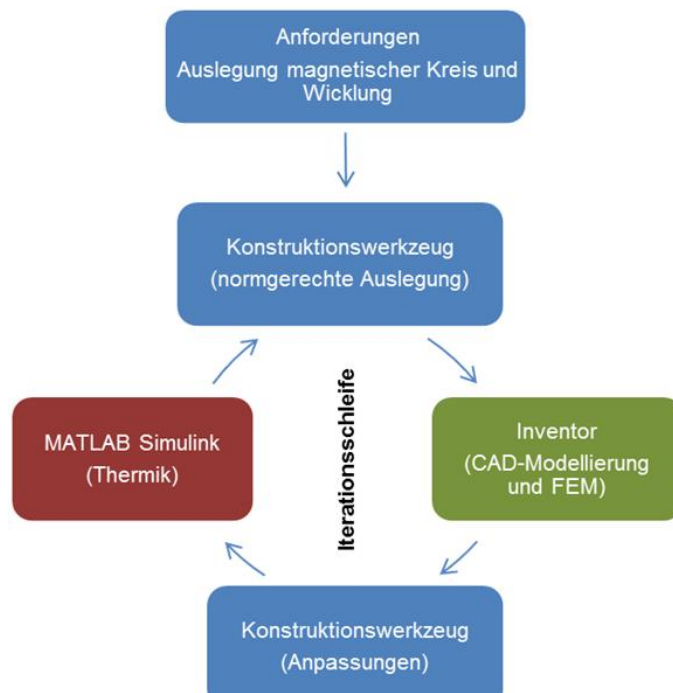 Anforderungen
Auslegung magnetischer Kreis und
Wicklung
Konstruktionswerkzeug
(normgerechte Auslegung)
MATLAB Simulink
(Thermik)
Iterationsschleife
Inventor
(CAD-Modellierung
und FEM)
Konstruktionswerkzeug
(Anpassungen)